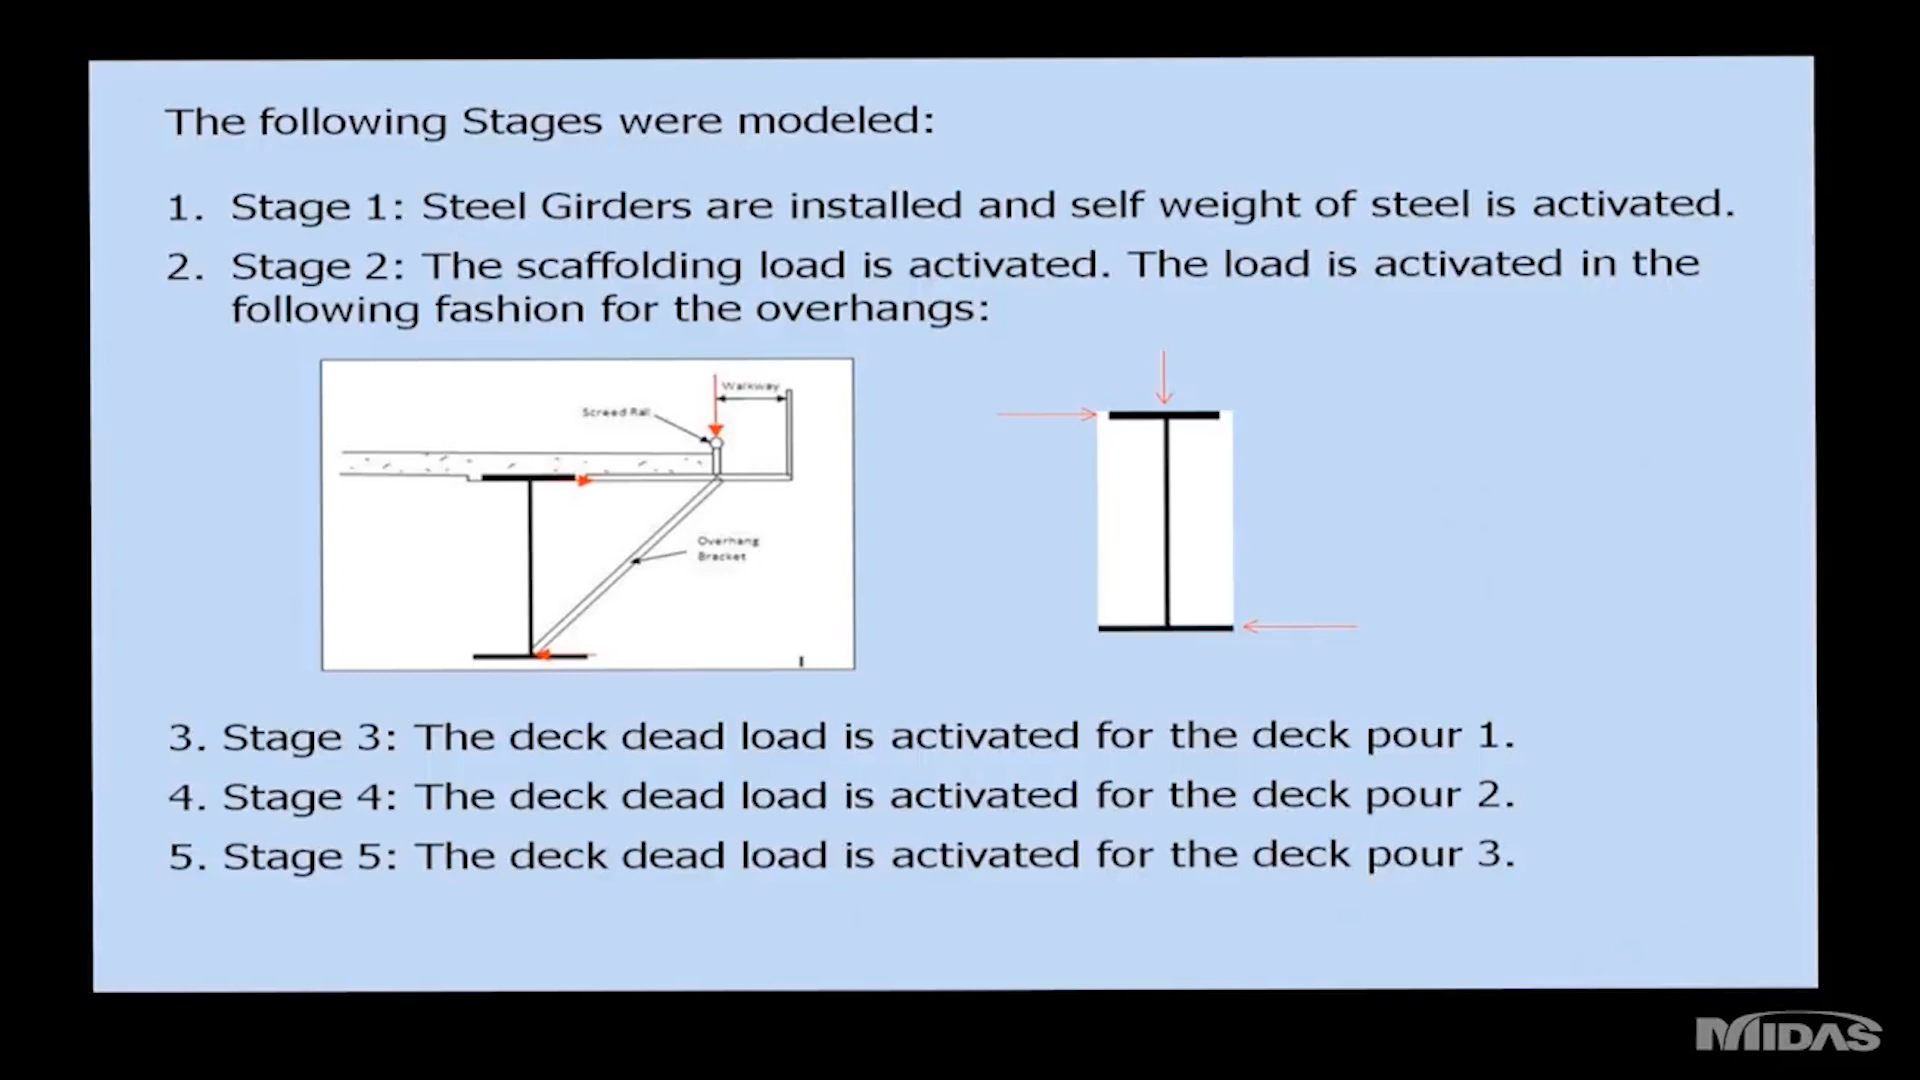 The following Stages were modeled:
1. Stage 1: Steel Girders are installed and self weight of steel is activated.
2. Stage 2: The scaffolding load is activated. The load is activated in the
following fashion for the overhangs:
Walkway
Screed Rail
Overhang
Bracket
3. Stage 3: The deck dead load is activated for the deck pour 1.
4. Stage 4: The deck dead load is activated for the deck pour 2.
5. Stage 5: The deck dead load is activated for the deck pour 3.
MIDAS